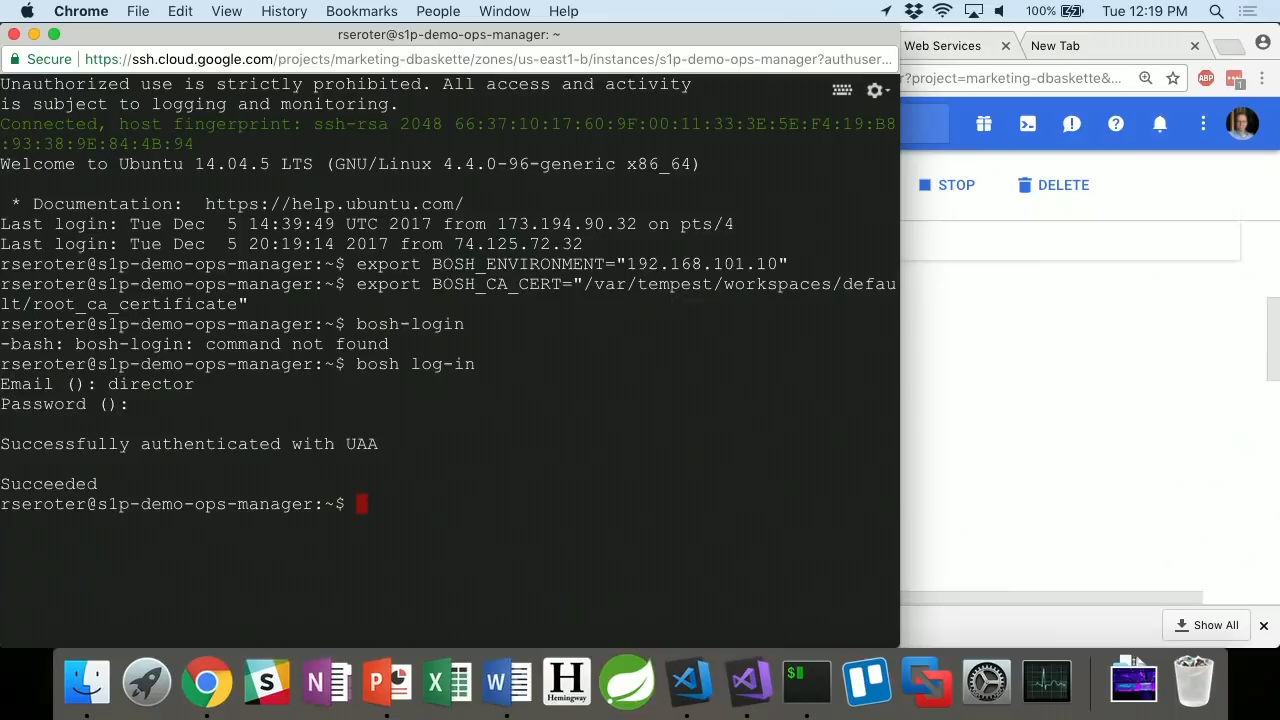 Chrome File Edit View History Bookmarks People Window Help 100% Tue 12:19 PM
rseroter@s1p-demo-ops-manager: ~
Secure https://ssh.cloud.google.com/projects/marketing-dbaskette/zones/us-east1-b/instances/s1p-demo-ops-manager?authuser...
Web Services
New Tab
r?project=marketing-dbaskette&...
ABP
1
STOP
DELETE
Unauthorized use is strictly prohibited. All access and activity
is subject to logging and monitoring.
Connected, host fingerprint: ssh-rsa 2048 66:37:10:17:60:9F:00:11:33:3E:5E:F4:19:B8
:93:38:9E:84:4B:94
Welcome to Ubuntu 14.04.5 LTS (GNU/Linux 4.4.0-96-generic x86_64)
* Documentation: https://help.ubuntu.com/
Last login: Tue Dec 5 14:39:49 UTC 2017 from 173.194.90.32 on pts/4
Last login: Tue Dec 5 20:19:14 2017 from 74.125.72.32
rseroter@s1p-demo-ops-manager:~$ export BOSH_ENVIRONMENT="192.168.101.10"
rseroter@s1p-demo-ops-manager:~$ export BOSH_CA_CERT="/var/tempest/workspaces/defau
lt/root_ca_certificate"
rseroter@s1p-demo-ops-manager:~$ bosh-login
-bash: bosh-login: command not found
rseroter@s1p-demo-ops-manager:~$ bosh log-in
Email (): director
Password ():
Successfully authenticated with UAA
Succeeded
rseroter@s1p-demo-ops-manager:~$
Show All
S N P X W H
Hemingway
$